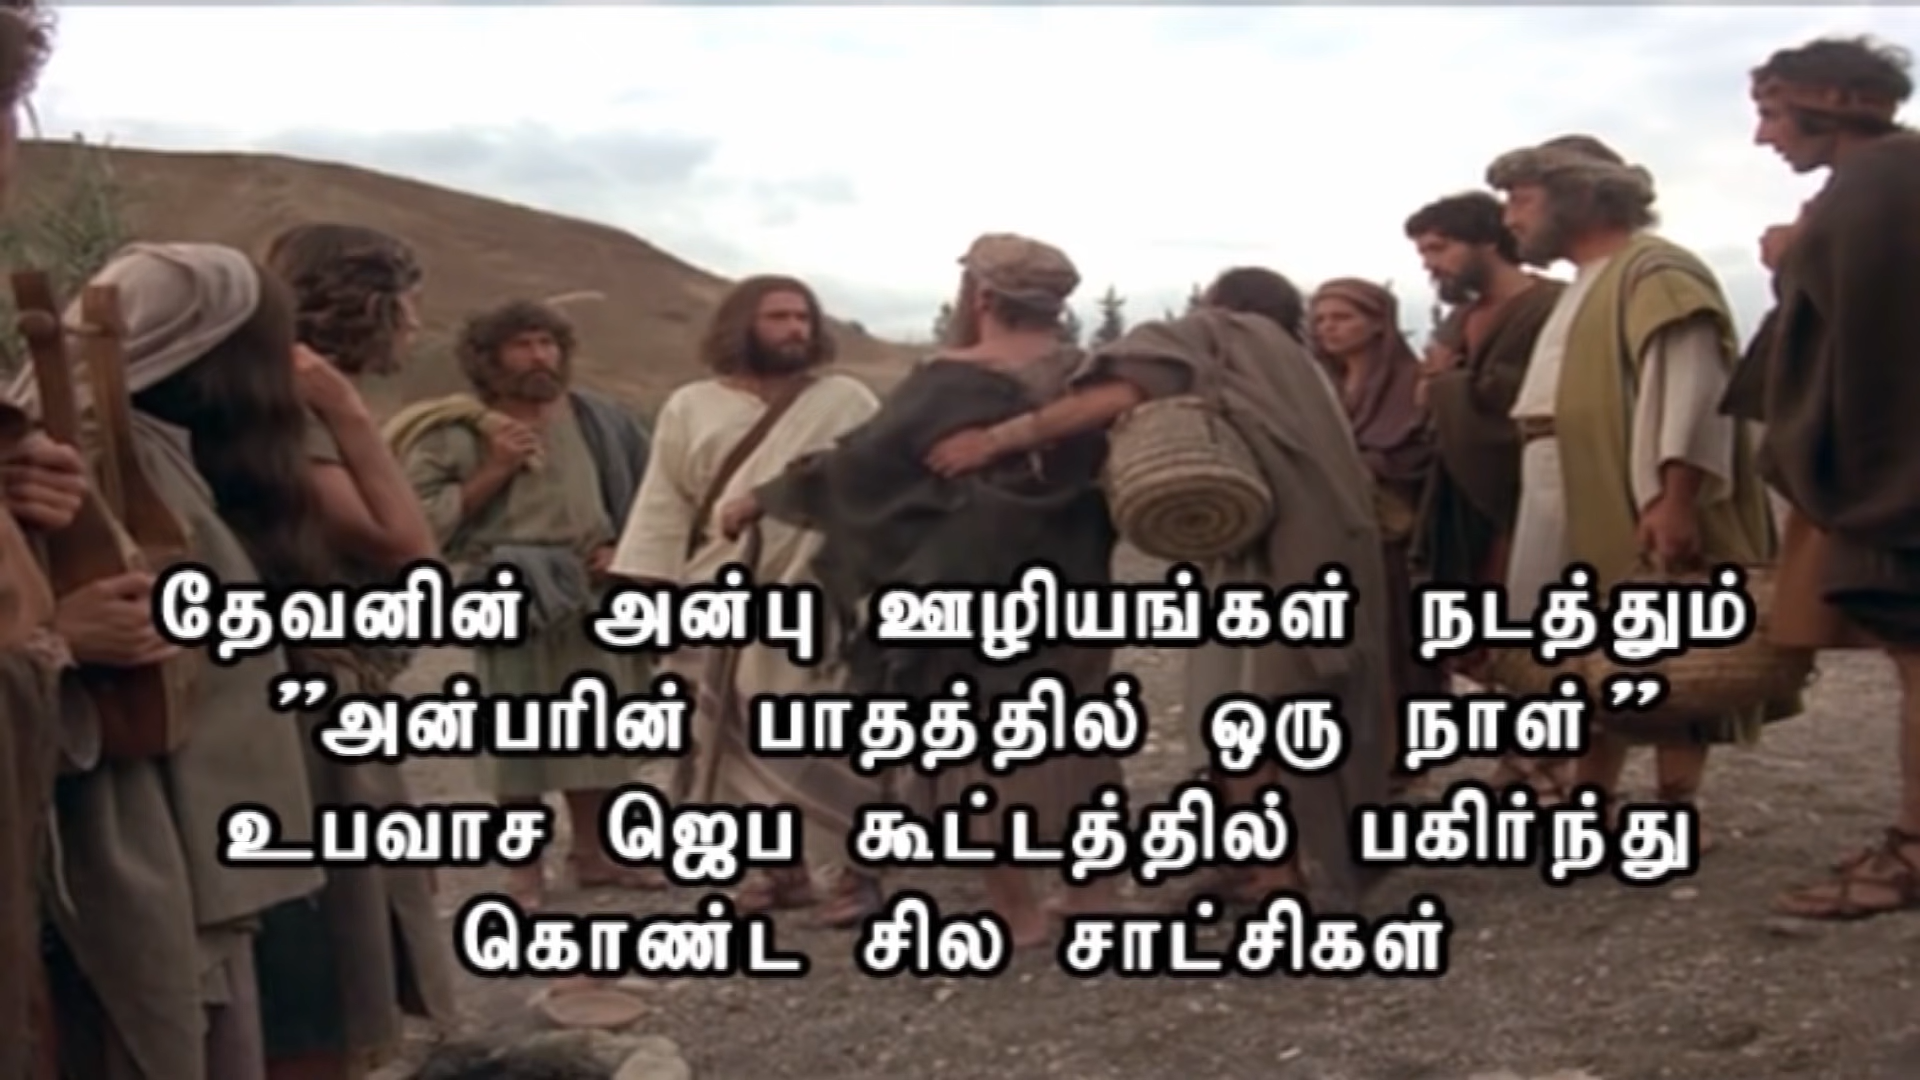 தேவனின் அன்பு ஊழியங்கள் நடத்தும்
”அன்பரின் பாதத்தில் ஒரு நாள்”
உபவாச ஜெப கூட்டத்தில் பகிர்ந்து
கொண்ட சில சாட்சிகள்